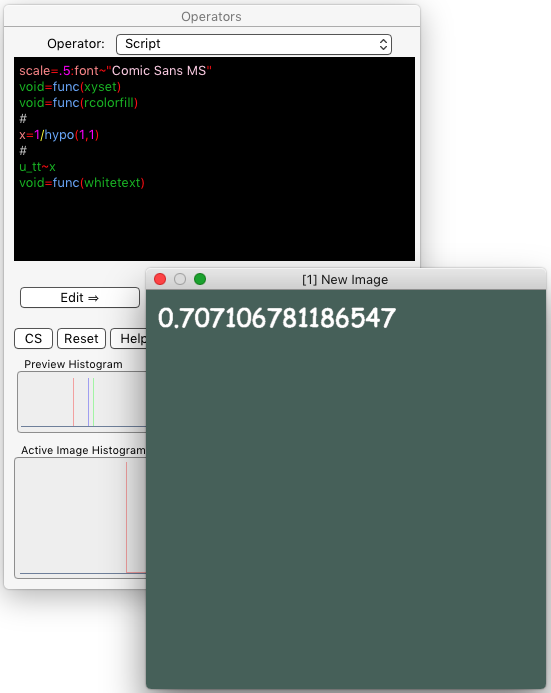 Operators
Operator: Script
scale=.5:font~"Comic Sans MS"
void=func(xyset)
void=func(rcolorfill)
#
x=1/hypo(1,1)
#
u_tt~x
void=func(whitetext)
Edit ⇒
[1] New Image
0.707106781186547
CS Reset Help
Preview Histogram
Active Image Histogram